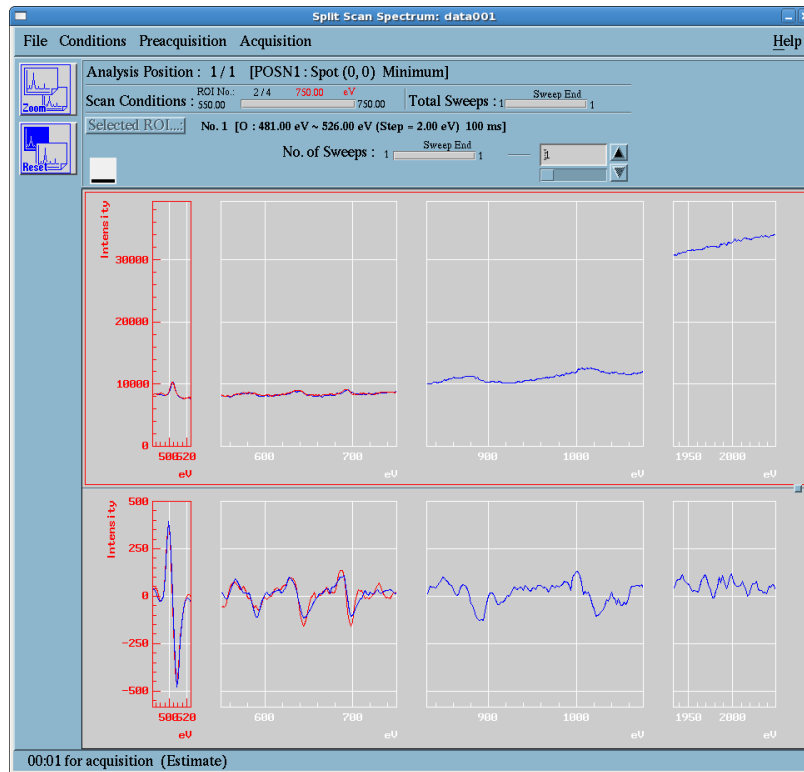 Split Scan Spectrum: data001
File Conditions Preacquisition Acquisition Help
Zoom
Reset
Analysis Position : 1 / 1 [POSN1 : Spot (0, 0) Minimum]
ROI No.: 2/4 750.00 eV Sweep End
Scan Conditions : 550.00 750.00 Total Sweeps : 1 1
Selected ROI...: No. 1 [O : 481.00 eV ~ 526.00 eV (Step = 2.00 eV) 100 ms]
Sweep End
No. of Sweeps : 1 1 1
Intensity
30000
20000
10000
0
500 520 600 700 900 1000 1950 2000
eV eV eV eV
Intensity
500
250
0
-250
-500
500 520 600 700 900 1000 1950 2000
eV eV eV eV
00:01 for acquisition (Estimate)